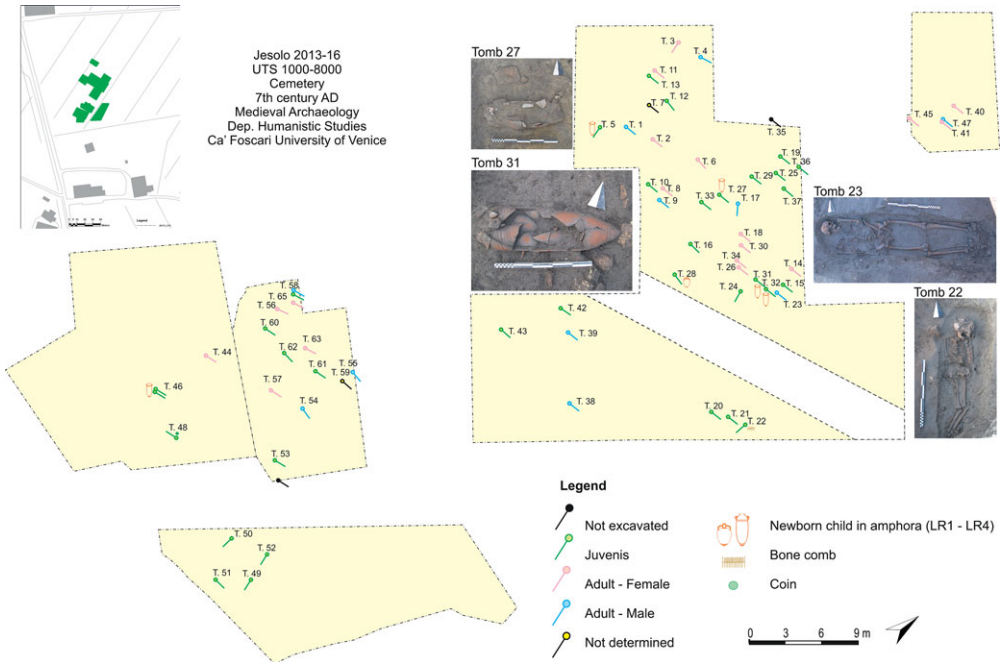 Jesolo 2013-16
UTS 1000-8000
Cemetery
7th century AD
Medieval Archaeology
Dep. Humanistic Studies
Ca' Foscari University of Venice
Legend
Tomb 27
Tomb 31
Tomb 23
Tomb 22
T. 3
T. 4
T. 11
T. 13
T. 12
T. 7
T. 5
T. 1
T. 2
T. 35
T. 6
T. 19
T. 36
T. 29
T. 25
T. 10
T. 8
T. 27
T. 9
T. 33
T. 17
T. 37
T. 18
T. 16
T. 30
T. 34
T. 26
T. 14
T. 28
T. 31
T. 32
T. 15
T. 24
T. 23
T. 45
T. 40
T. 47
T. 41
T. 42
T. 43
T. 39
T. 38
T. 20
T. 21
T. 22
T. 58
T. 65
T. 56
T. 60
T. 63
T. 62
T. 44
T. 61
T. 55
T. 59
T. 46
T. 57
T. 54
T. 48
T. 53
T. 50
T. 52
T. 51
T. 49
Legend
Not excavated
Juvenis
Adult - Female
Adult - Male
Not determined
Newborn child in amphora (LR1 - LR4)
Bone comb
Coin
0 3 6 9 m